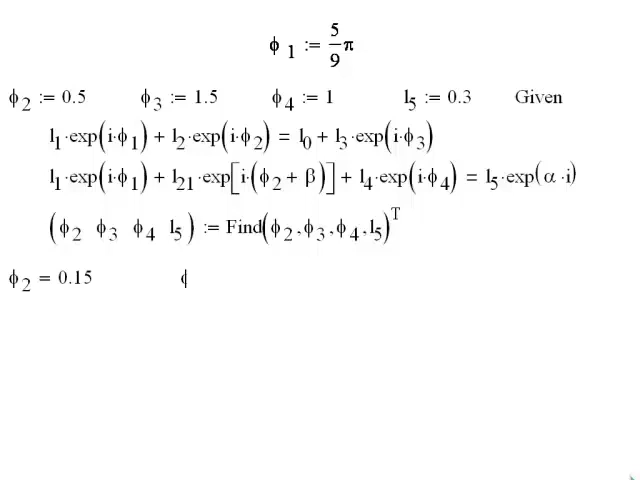 ϕ 1 := 5/9 π
ϕ2 := 0.5 ϕ3 := 1.5 ϕ4 := 1 l5 := 0.3 Given
l1·exp(i·ϕ1) + l2·exp(i·ϕ2) = l0 + l3·exp(i·ϕ3)
l1·exp(i·ϕ1) + l21·exp[i·(ϕ2 + β)] + l4·exp(i·ϕ4) = l5·exp(α·i)
(ϕ2 ϕ3 ϕ4 l5) := Find(ϕ2,ϕ3,ϕ4,l5)^T
ϕ2 = 0.15 ϕ